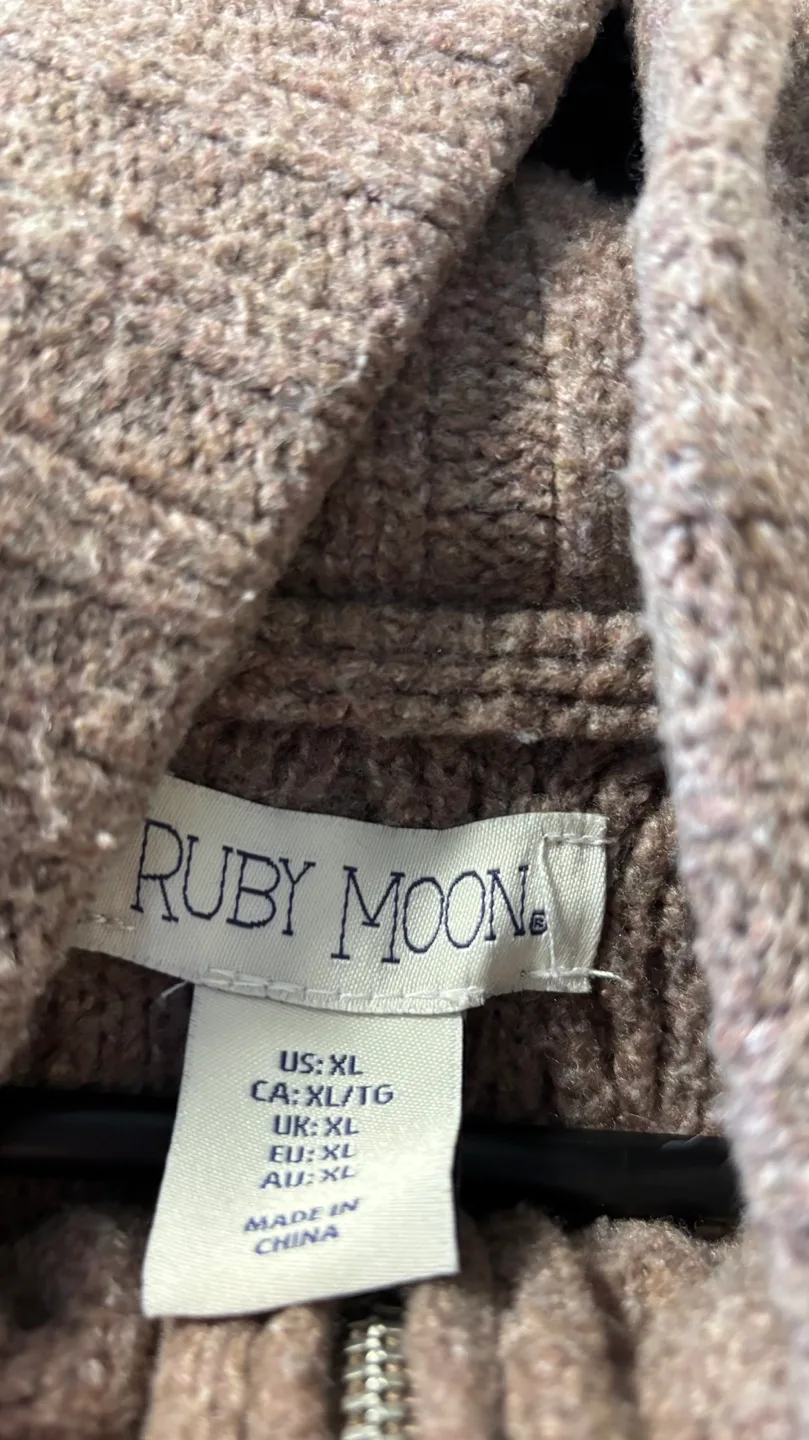 RUBY MOON®
US: XL
CA: XL/TG
UK: XL
EU: XL
AU: XL
MADE IN
CHINA